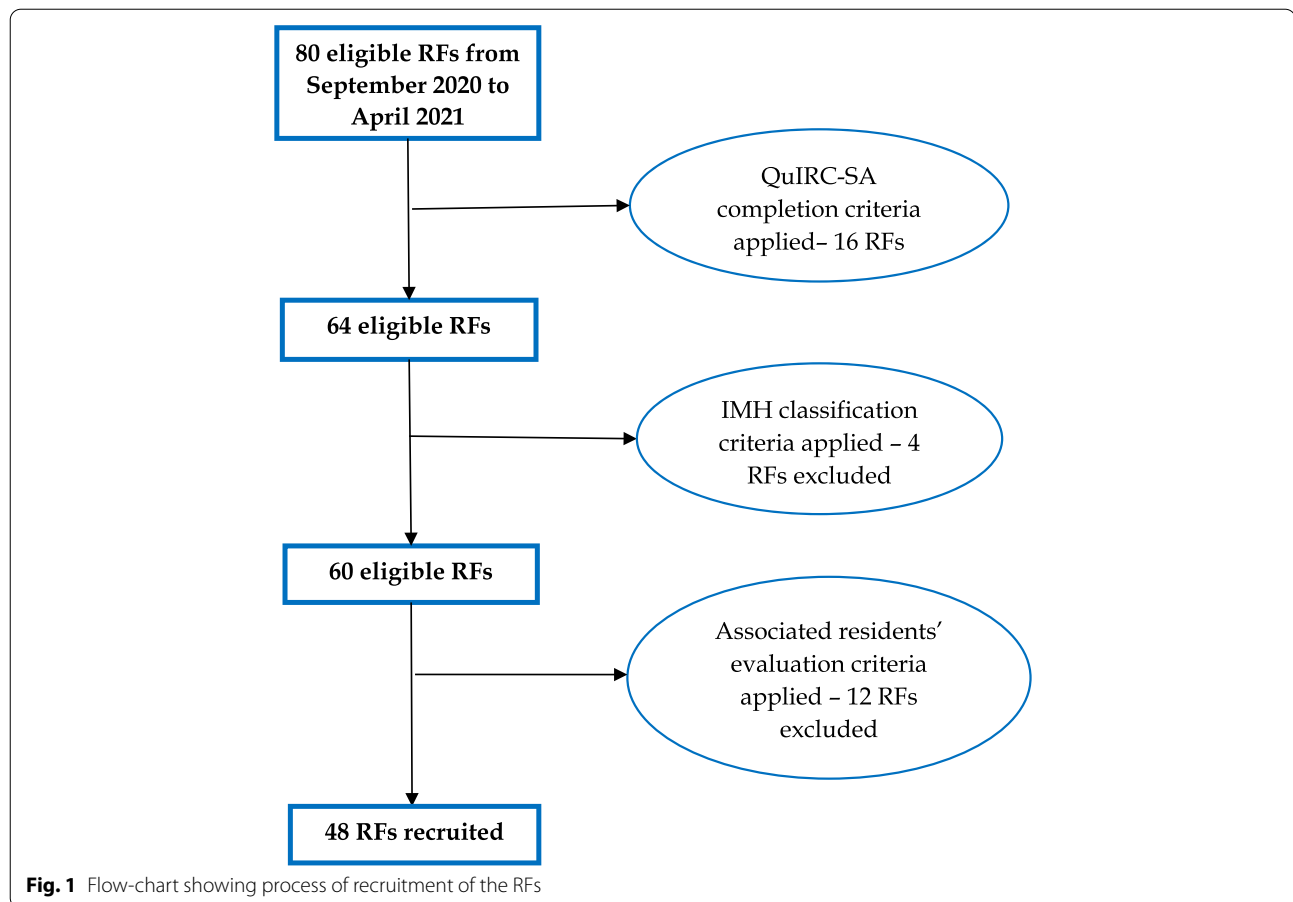 80 eligible RFs from
September 2020 to
April 2021
QuIRC-SA
completion criteria
applied– 16 RFs
64 eligible RFs
IMH classification
criteria applied – 4
RFs excluded
60 eligible RFs
Associated residents’
evaluation criteria
applied – 12 RFs
excluded
48 RFs recruited
Fig. 1 Flow-chart showing process of recruitment of the RFs